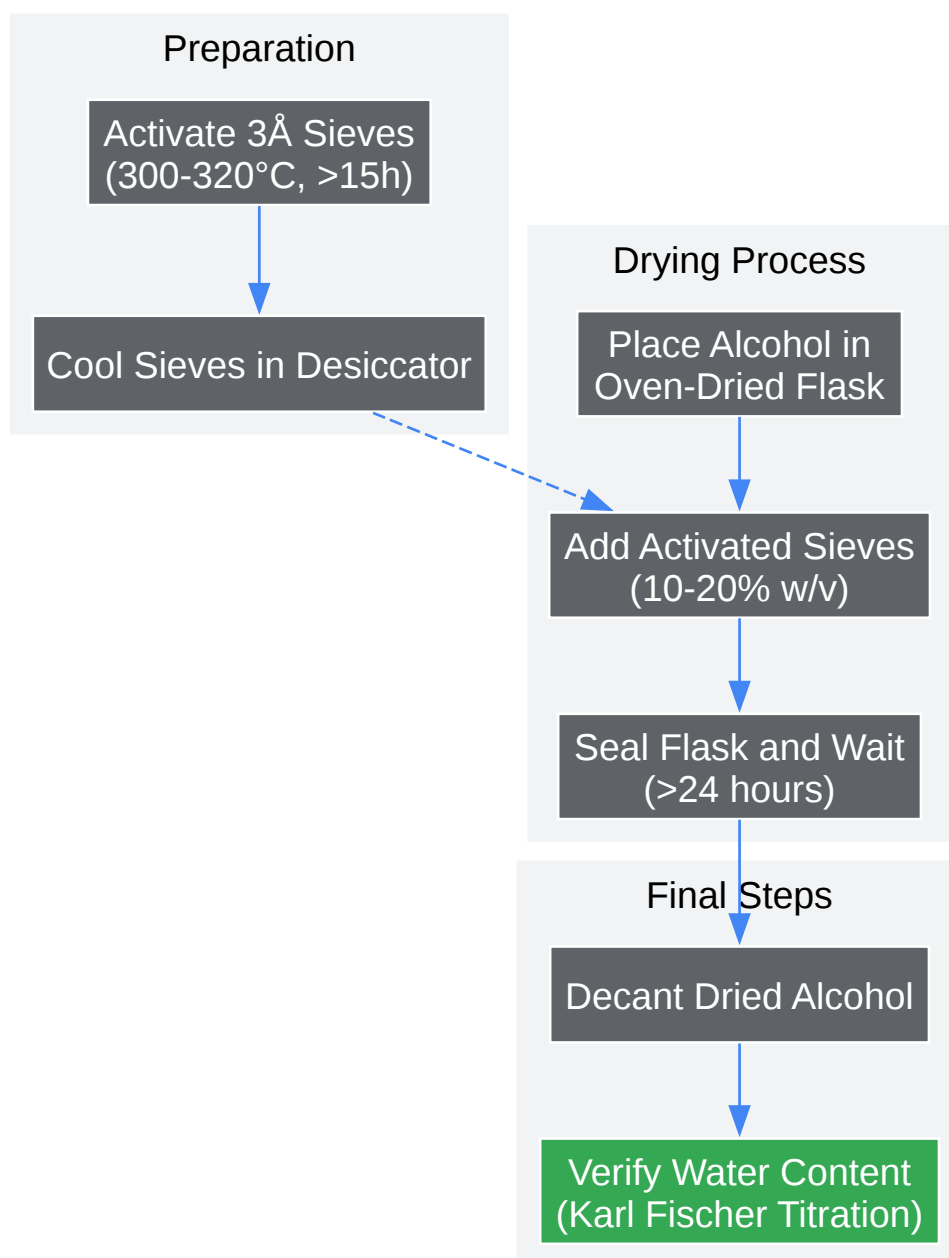 Preparation
Activate 3Å Sieves
(300-320°C, >15h)
Cool Sieves in Desiccator
Drying Process
Place Alcohol in
Oven-Dried Flask
Add Activated Sieves
(10-20% w/v)
Seal Flask and Wait
(>24 hours)
Final Steps
Decant Dried Alcohol
Verify Water Content
(Karl Fischer Titration)